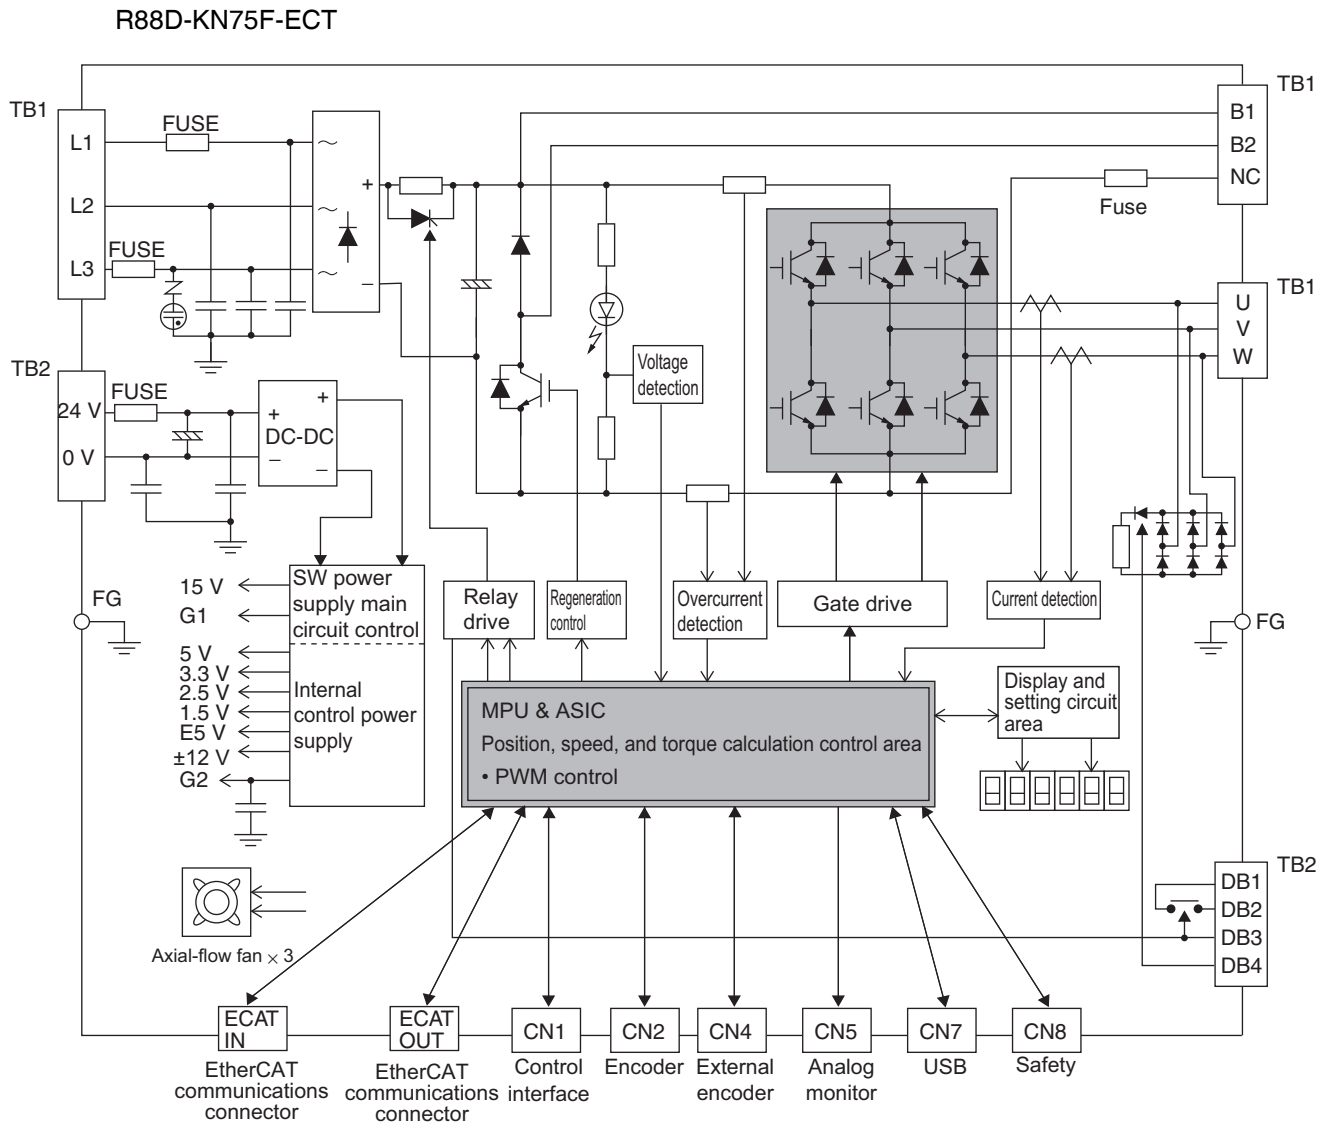 R88D-KN75F-ECT
TB1
L1
FUSE
L2
FUSE
L3
~
~
~
+
−
TB1
B1
B2
NC
Fuse
TB1
U
V
W
TB2
24 V
FUSE
0 V
+
+
DC-DC
−
−
Voltage
detection
FG
15 V
G1
5 V
3.3 V
2.5 V
1.5 V
E5 V
±12 V
G2
SW power
supply main
circuit control
Internal
control power
supply
Relay
drive
Regeneration
control
Overcurrent
detection
Gate drive
Current detection
FG
MPU & ASIC
Position, speed, and torque calculation control area
• PWM control
Display and
setting circuit
area
Axial-flow fan × 3
TB2
DB1
DB2
DB3
DB4
ECAT
IN
EtherCAT
communications
connector
ECAT
OUT
EtherCAT
communications
connector
CN1
Control
interface
CN2
Encoder
CN4
External
encoder
CN5
Analog
monitor
CN7
USB
CN8
Safety